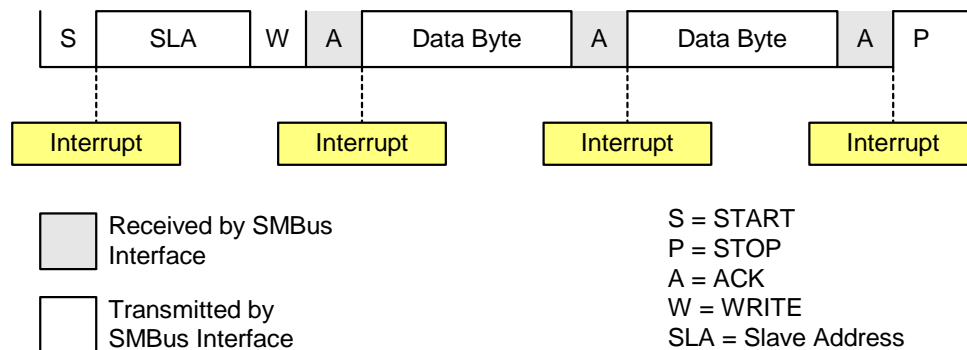 S SLA W A Data Byte A Data Byte A P
Interrupt Interrupt Interrupt Interrupt
Received by SMBus
Interface
Transmitted by
SMBus Interface
S = START
P = STOP
A = ACK
W = WRITE
SLA = Slave Address